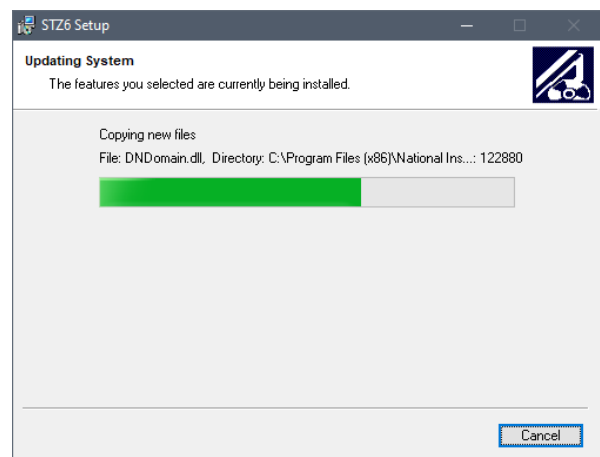 STZ6 Setup
Updating System
The features you selected are currently being installed.
Copying new files
File: DNDomain.dll, Directory: C:\Program Files (x86)\National Ins...: 122880
Cancel